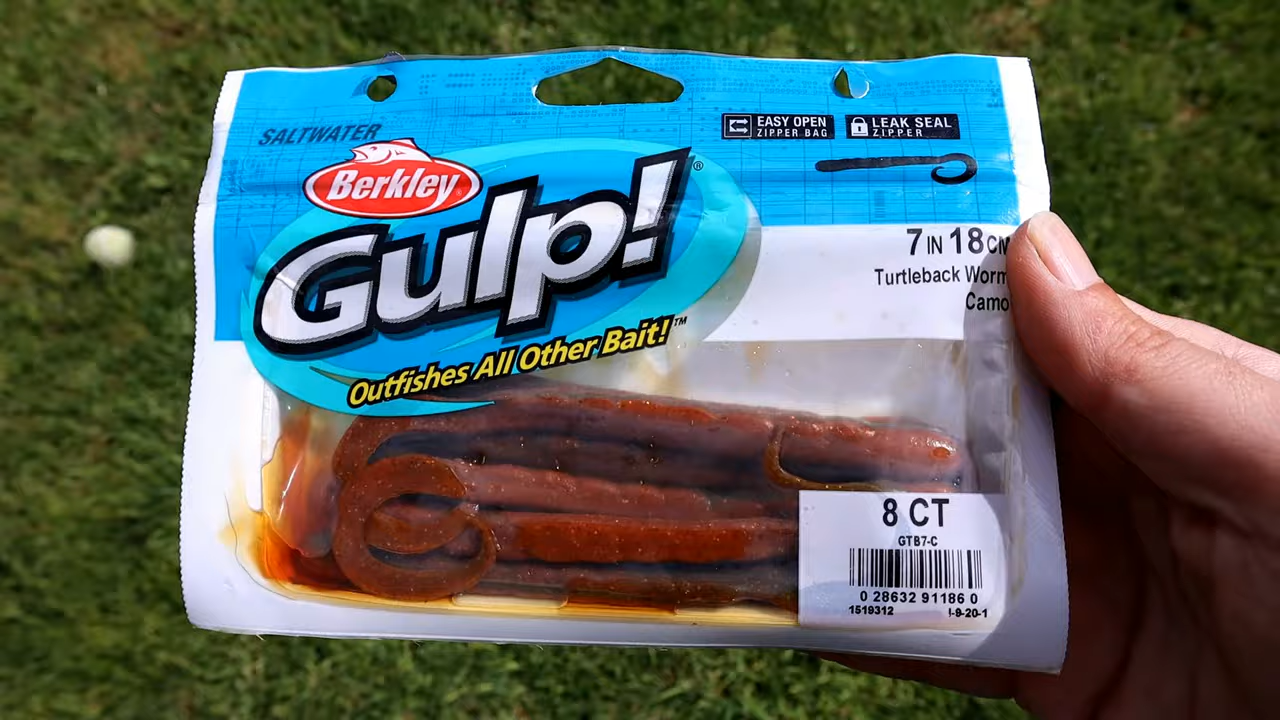 SALTWATER
Berkley
Gulp!®
Outfishes All Other Bait!™
EASY OPEN
ZIPPER BAG
LEAK SEAL
ZIPPER
7 IN 18 CM
Turtleback Worm
Camo
8 CT
GTB7-C
0 28632 91186 0
1519312
I-9-20-1